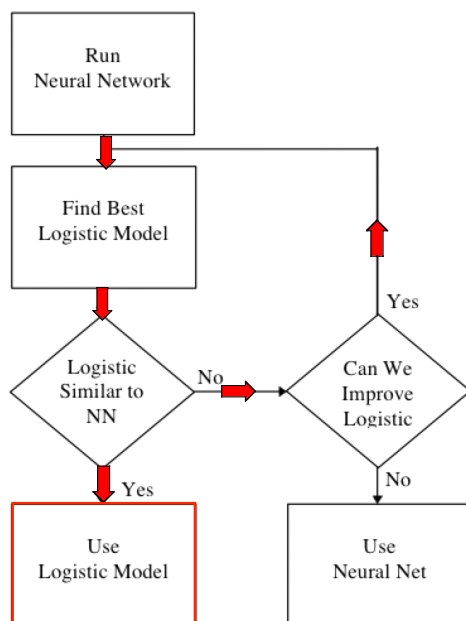 Run
Neural Network
Find Best
Logistic Model
Yes
Logistic
Similar to
NN
No
Can We
Improve
Logistic
Yes
No
Use
Logistic Model
Use
Neural Net